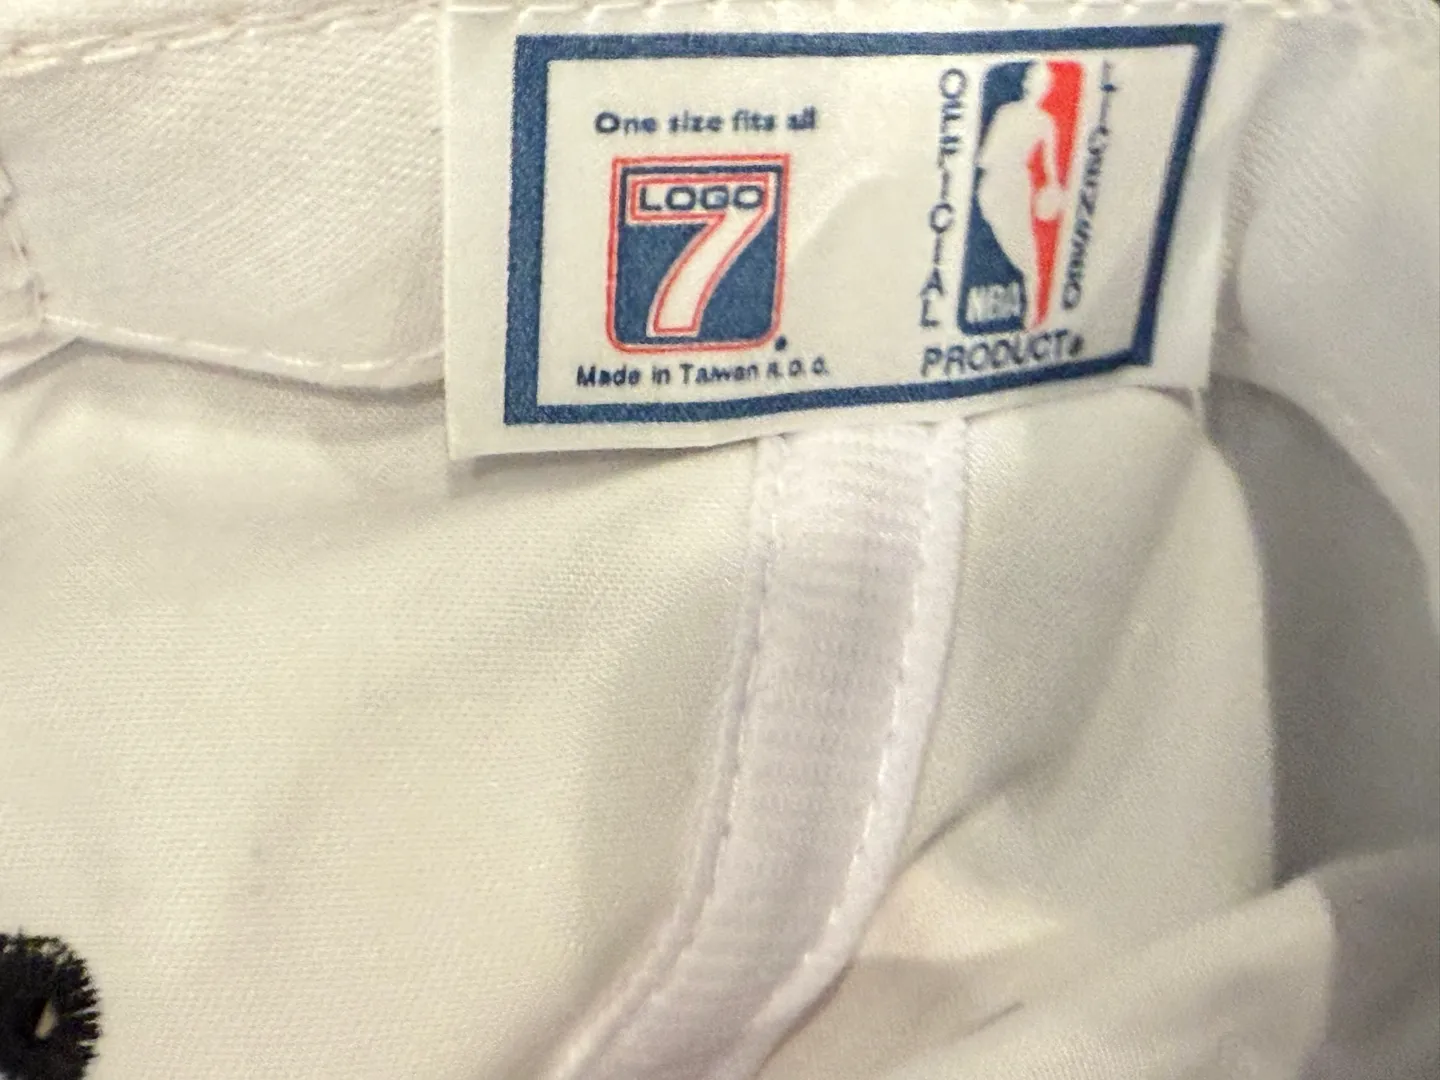 One size fits all
LOGO
7
Made in Taiwan R.O.C.
OFFICIAL
LICENSED
NBA
PRODUCT